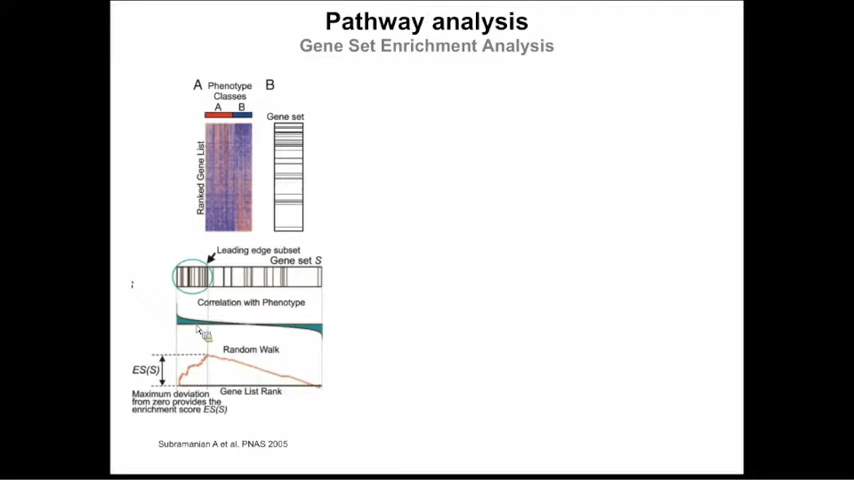 Pathway analysis
Gene Set Enrichment Analysis
A Phenotype
Classes
A B
B
Gene set
Ranked Gene List
Leading edge subset
Gene set S
Correlation with Phenotype
Random Walk
ES(S)
Gene List Rank
Maximum deviation
from zero provides the
enrichment score ES(S)
Subramanian A et al. PNAS 2005